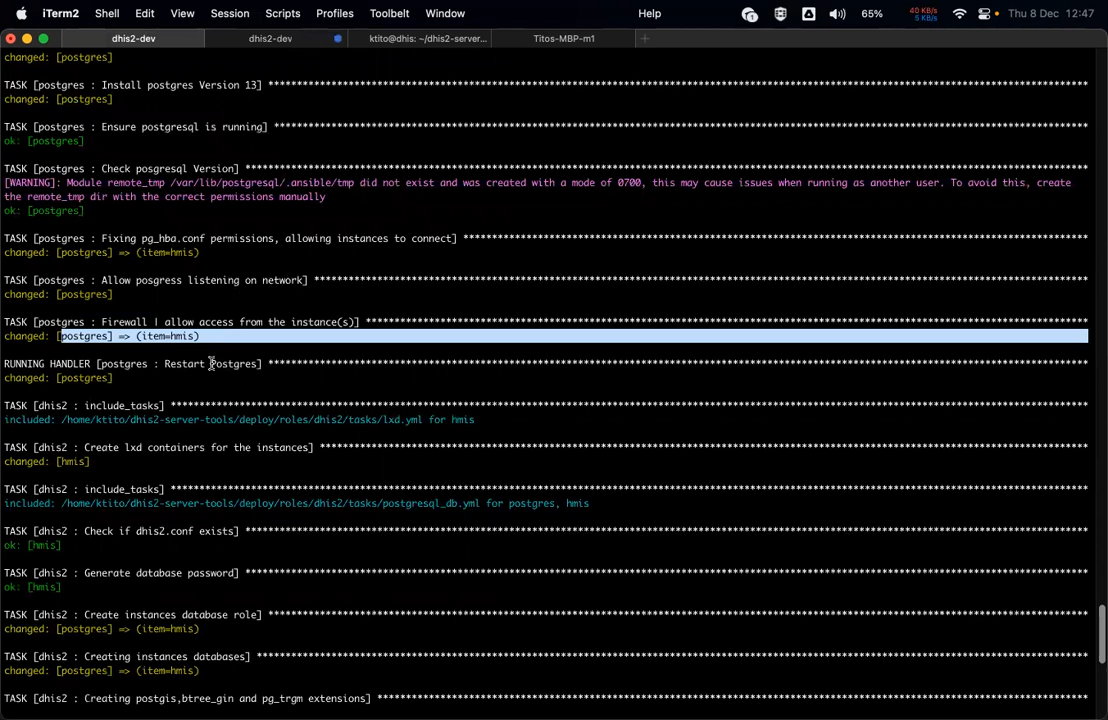 iTerm2 Shell Edit View Session Scripts Profiles Toolbelt Window Help 65% 40 KB/s 5 KB/s Thu 8 Dec 12:47
dhis2-dev dhis2-dev ktito@dhis: ~/dhis2-server... Titos-MBP-m1
changed: [postgres]
TASK [postgres : Install postgres Version 13] ****************************************
changed: [postgres]
TASK [postgres : Ensure postgresql is running] ****************************************
ok: [postgres]
TASK [postgres : Check posgresql Version] ****************************************
[WARNING]: Module remote_tmp /var/lib/postgresql/.ansible/tmp did not exist and was created with a mode of 0700, this may cause issues when running as another user. To avoid this, create
the remote_tmp dir with the correct permissions manually
ok: [postgres]
TASK [postgres : Fixing pg_hba.conf permissions, allowing instances to connect] ****************************************
changed: [postgres] => (item=hmis)
TASK [postgres : Allow posgress listening on network] ****************************************
changed: [postgres]
TASK [postgres : Firewall | allow access from the instance(s)] ****************************************
changed: [postgres] => (item=hmis)
RUNNING HANDLER [postgres : Restart Postgres] ****************************************
changed: [postgres]
TASK [dhis2 : include_tasks] ****************************************
included: /home/ktito/dhis2-server-tools/deploy/roles/dhis2/tasks/lxd.yml for hmis
TASK [dhis2 : Create lxd containers for the instances] ****************************************
changed: [hmis]
TASK [dhis2 : include_tasks] ****************************************
included: /home/ktito/dhis2-server-tools/deploy/roles/dhis2/tasks/postgresql_db.yml for postgres, hmis
TASK [dhis2 : Check if dhis2.conf exists] ****************************************
ok: [hmis]
TASK [dhis2 : Generate database password] ****************************************
ok: [hmis]
TASK [dhis2 : Create instances database role] ****************************************
changed: [postgres] => (item=hmis)
TASK [dhis2 : Creating instances databases] ****************************************
changed: [postgres] => (item=hmis)
TASK [dhis2 : Creating postgis,btree_gin and pg_trgm extensions] ****************************************